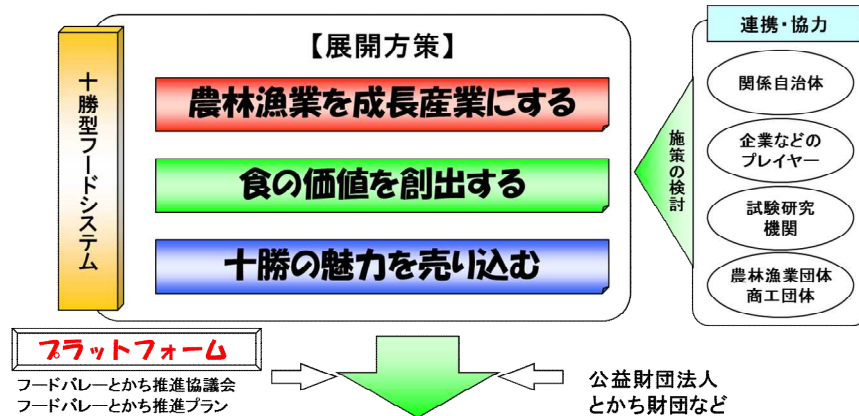 十勝型フードシステム
【展開方策】
農林漁業を成長産業にする
食の価値を創出する
十勝の魅力を売り込む
施策の検討
連携・協力
関係自治体
企業などの
プレイヤー
試験研究
機関
農林漁業団体
商工団体
プラットフォーム
フードバレーとかち推進協議会
フードバレーとかち推進プラン
公益財団法人
とかち財団など